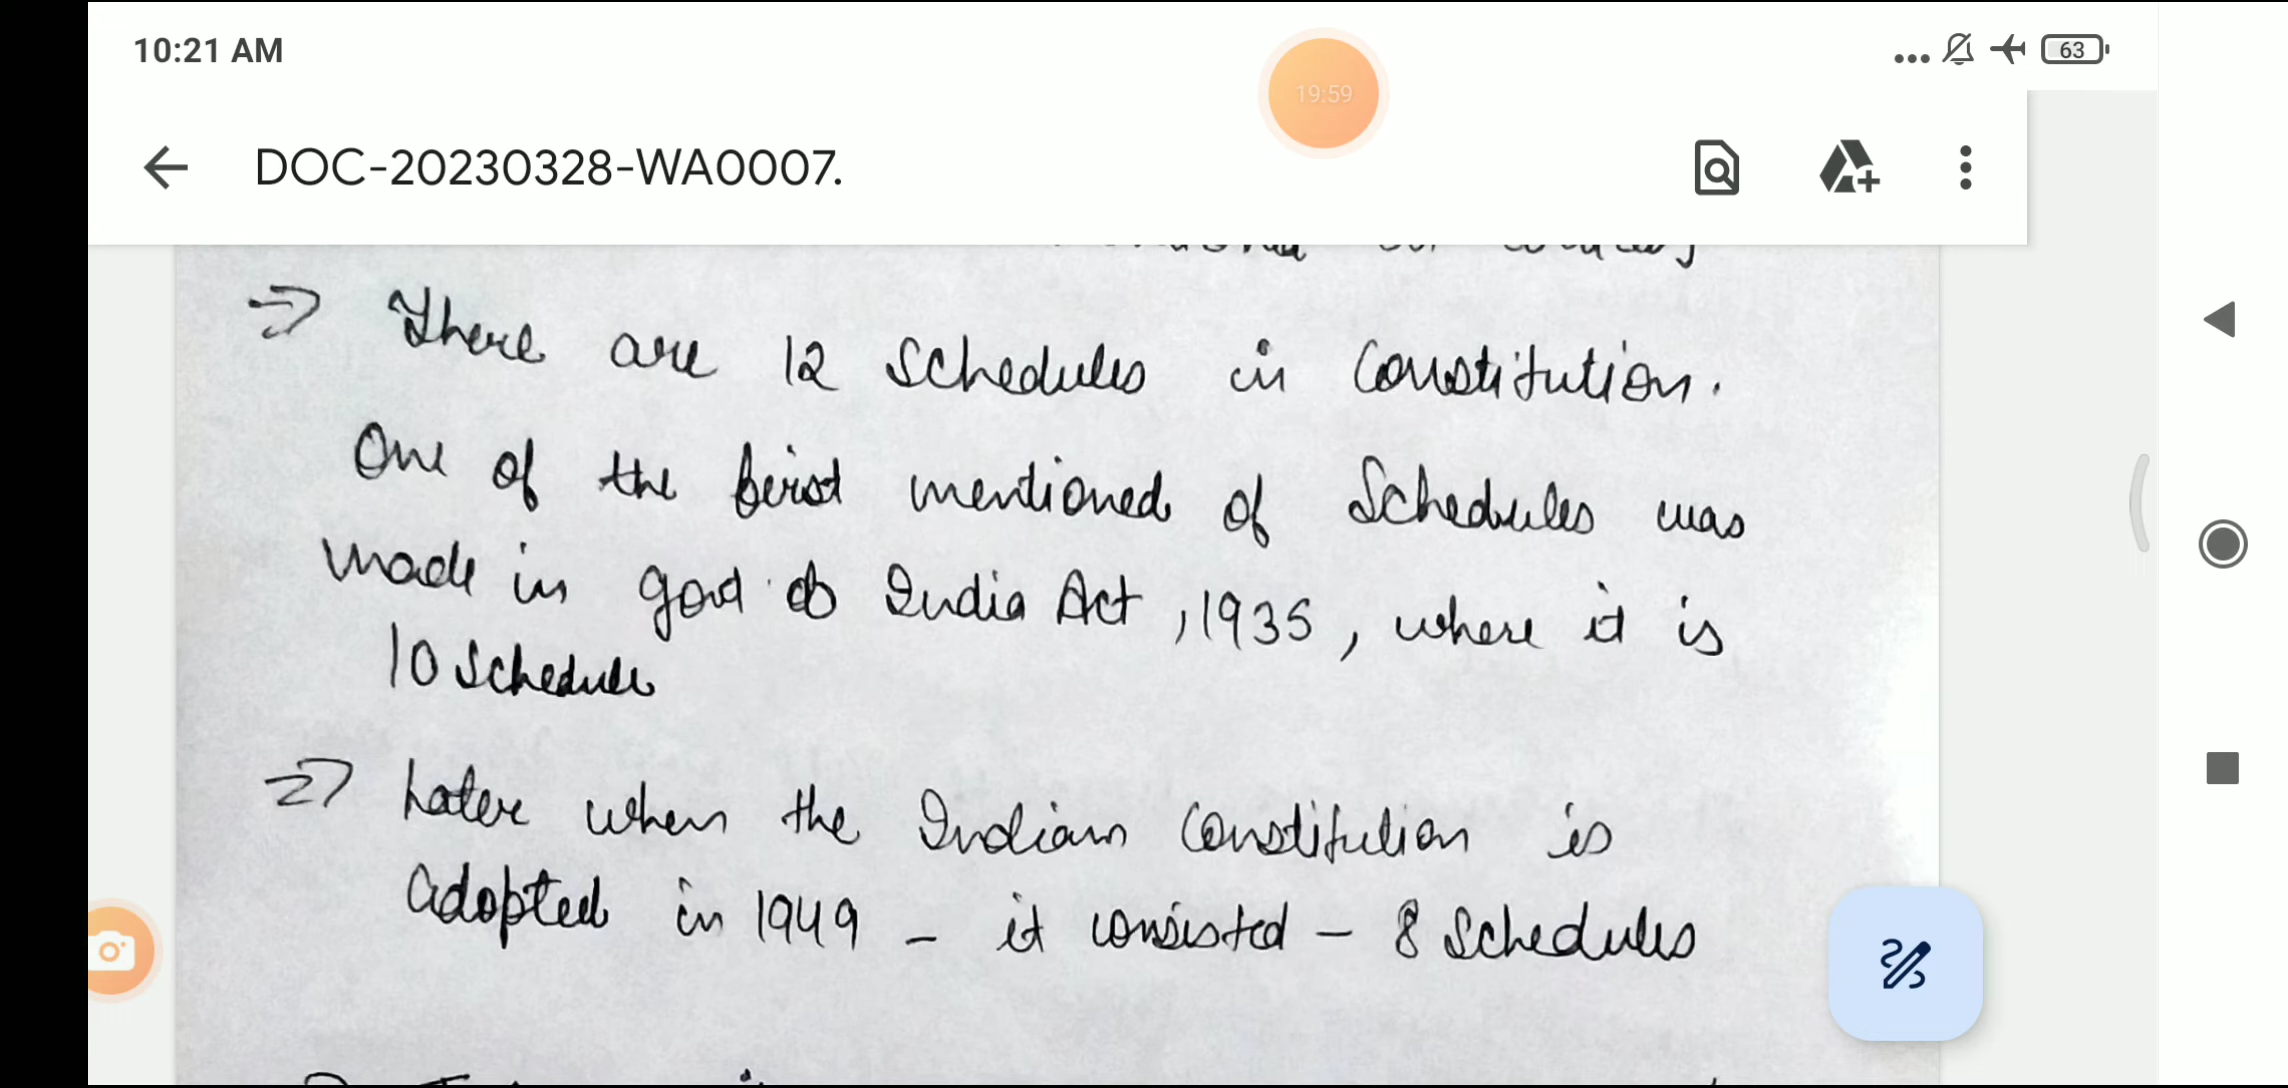 10:21 AM
19:59
63
DOC-20230328-WA0007.
⇒ There are 12 Schedules in Constitution.
One of the first mentioned of Schedules was
made in govt of India Act, 1935, where it is
10 Schedule
⇒ Later when the Indian Constitution is
adopted in 1949 - it consisted - 8 Schedules